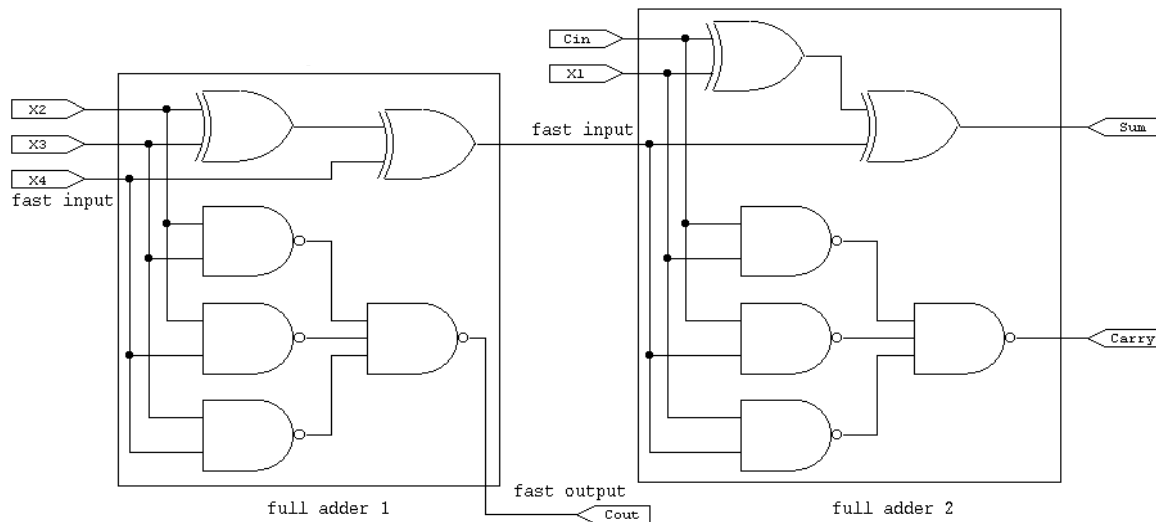 Cin
X1
X2
X3
X4
fast input
fast input
Sum
Carry
full adder 1
fast output
Cout
full adder 2